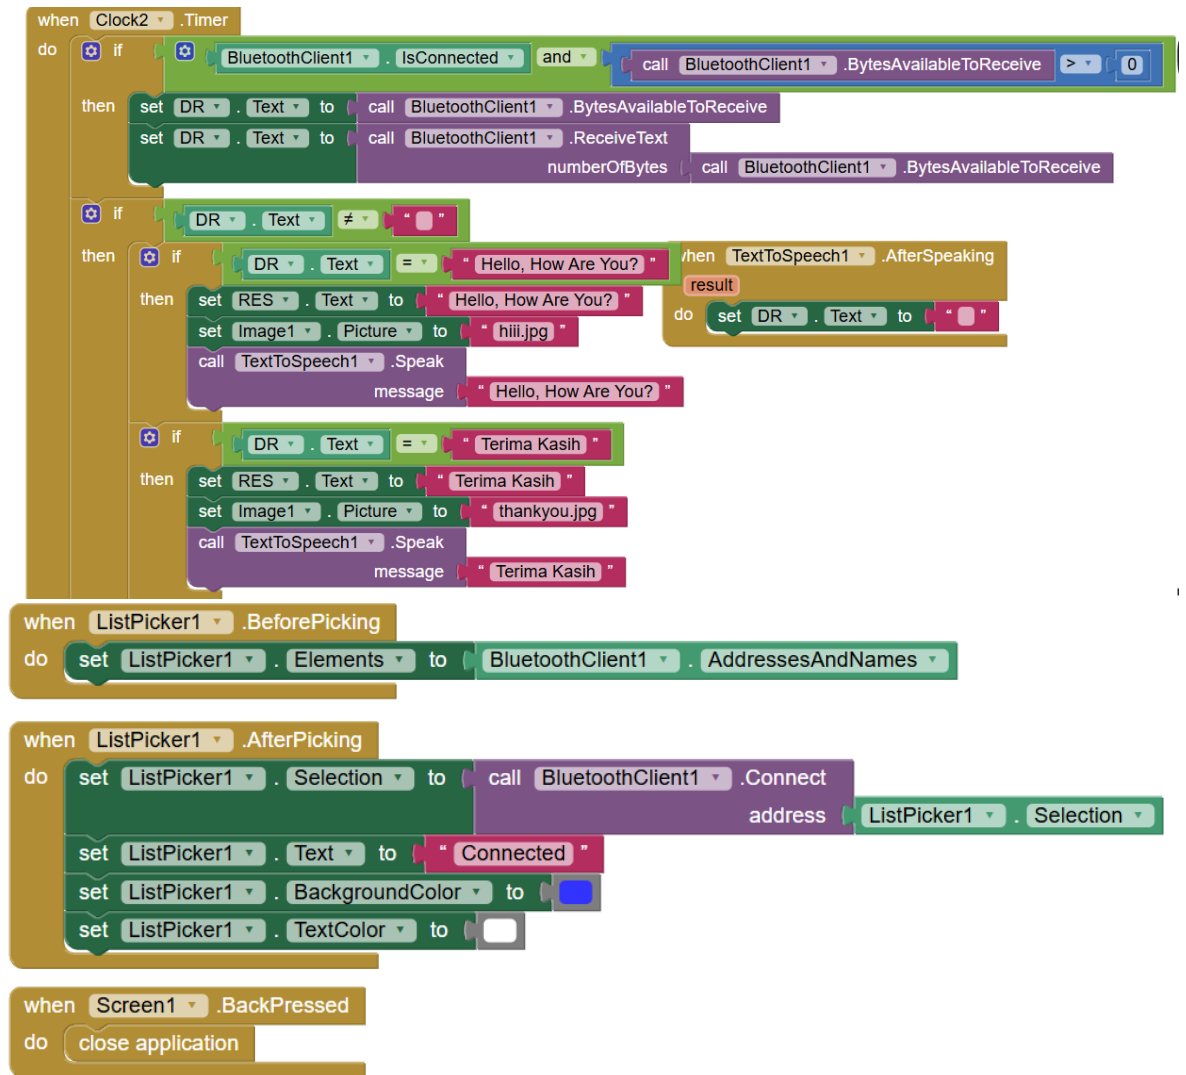 when Clock2 .Timer
do if BluetoothClient1 . IsConnected and call BluetoothClient1 .BytesAvailableToReceive > 0
then set DR . Text to call BluetoothClient1 .BytesAvailableToReceive
set DR . Text to call BluetoothClient1 .ReceiveText
numberOfBytes call BluetoothClient1 .BytesAvailableToReceive
if DR . Text ≠ “ ”
then if DR . Text = “ Hello, How Are You? ”
then set RES . Text to “ Hello, How Are You? ”
set Image1 . Picture to “ hiii.jpg ”
call TextToSpeech1 .Speak
message “ Hello, How Are You? ”
when TextToSpeech1 .AfterSpeaking
result
do set DR . Text to “ ”
if DR . Text = “ Terima Kasih ”
then set RES . Text to “ Terima Kasih ”
set Image1 . Picture to “ thankyou.jpg ”
call TextToSpeech1 .Speak
message “ Terima Kasih ”
when ListPicker1 .BeforePicking
do set ListPicker1 . Elements to BluetoothClient1 . AddressesAndNames
when ListPicker1 .AfterPicking
do set ListPicker1 . Selection to call BluetoothClient1 .Connect
address ListPicker1 . Selection
set ListPicker1 . Text to “ Connected ”
set ListPicker1 . BackgroundColor to
set ListPicker1 . TextColor to
when Screen1 .BackPressed
do close application